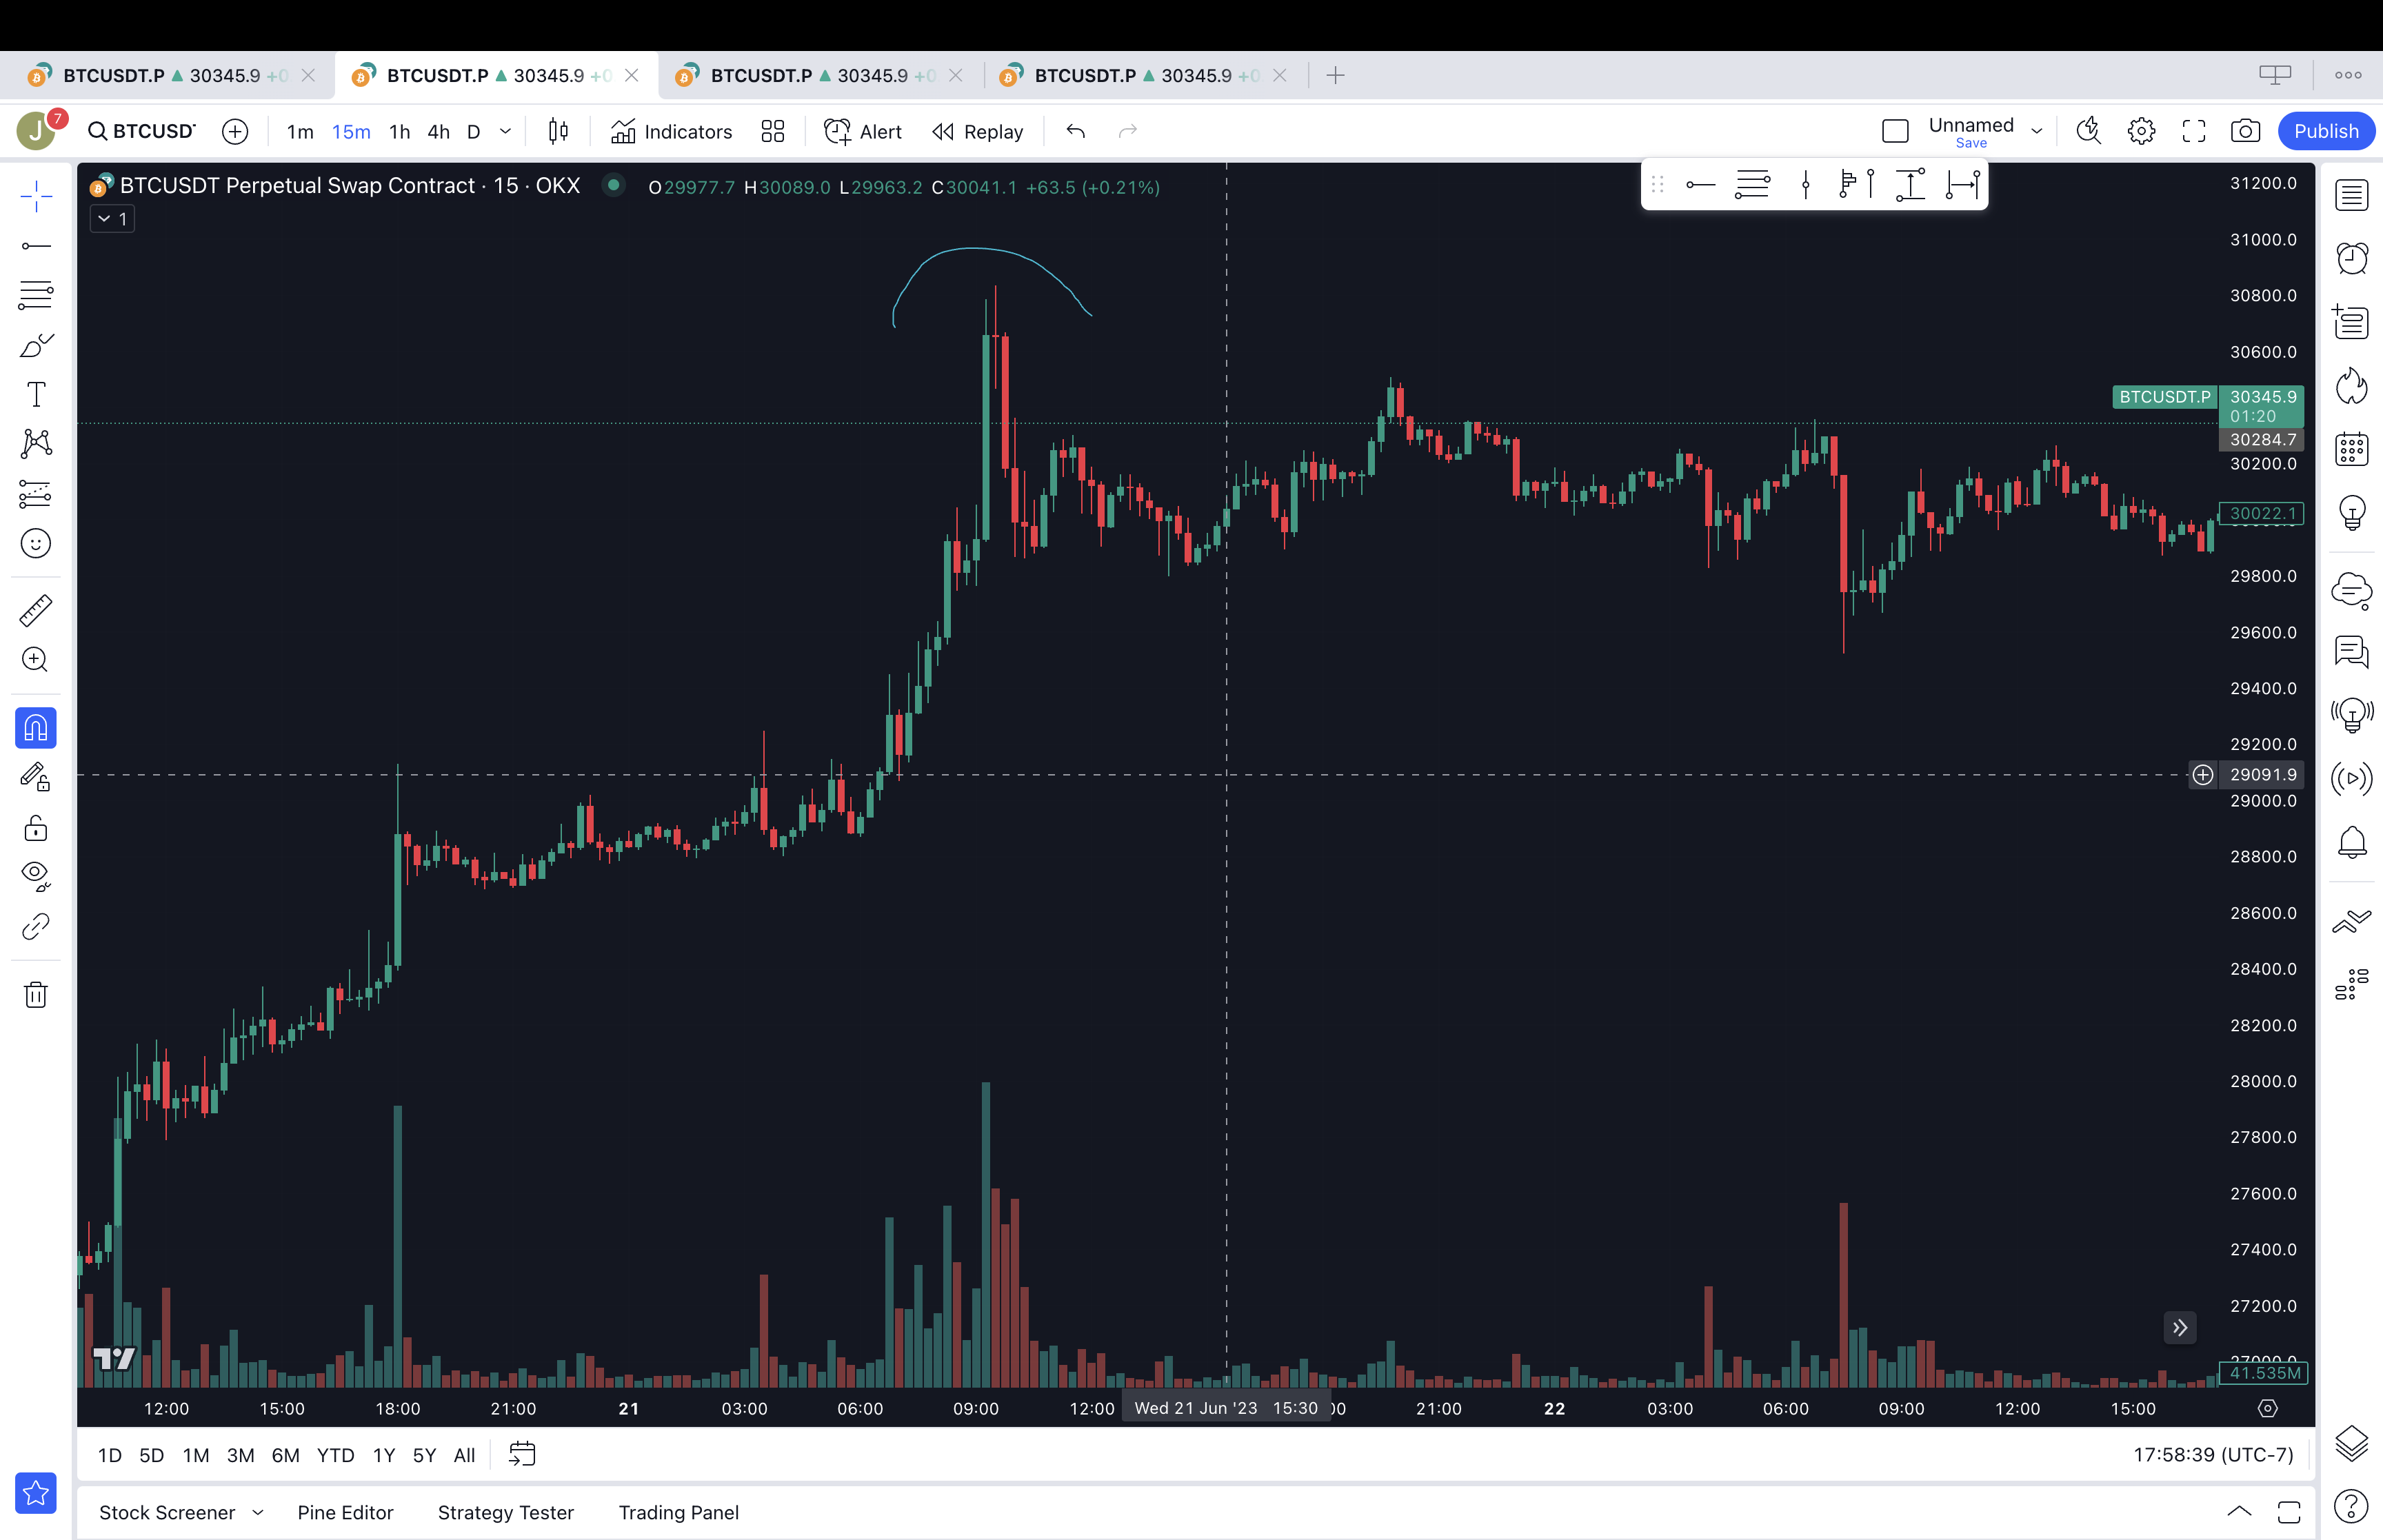 BTCUSDT.P 30345.9 +0
BTCUSDT.P 30345.9 +0
BTCUSDT.P 30345.9 +0
BTCUSDT.P 30345.9 +0
J 7 BTCUSD 1m 15m 1h 4h D Indicators Alert Replay Unnamed Save Publish
BTCUSDT Perpetual Swap Contract · 15 · OKX O29977.7 H30089.0 L29963.2 C30041.1 +63.5 (+0.21%)
1
31200.0
31000.0
30800.0
30600.0
BTCUSDT.P 30345.9
01:20
30284.7
30200.0
30022.1
29800.0
29600.0
29400.0
29200.0
29091.9
29000.0
28800.0
28600.0
28400.0
28200.0
28000.0
27800.0
27600.0
27400.0
27200.0
41.535M
12:00 15:00 18:00 21:00 21 03:00 06:00 09:00 12:00 Wed 21 Jun '23 15:30 21:00 22 03:00 06:00 09:00 12:00 15:00
1D 5D 1M 3M 6M YTD 1Y 5Y All 17:58:39 (UTC-7)
Stock Screener Pine Editor Strategy Tester Trading Panel